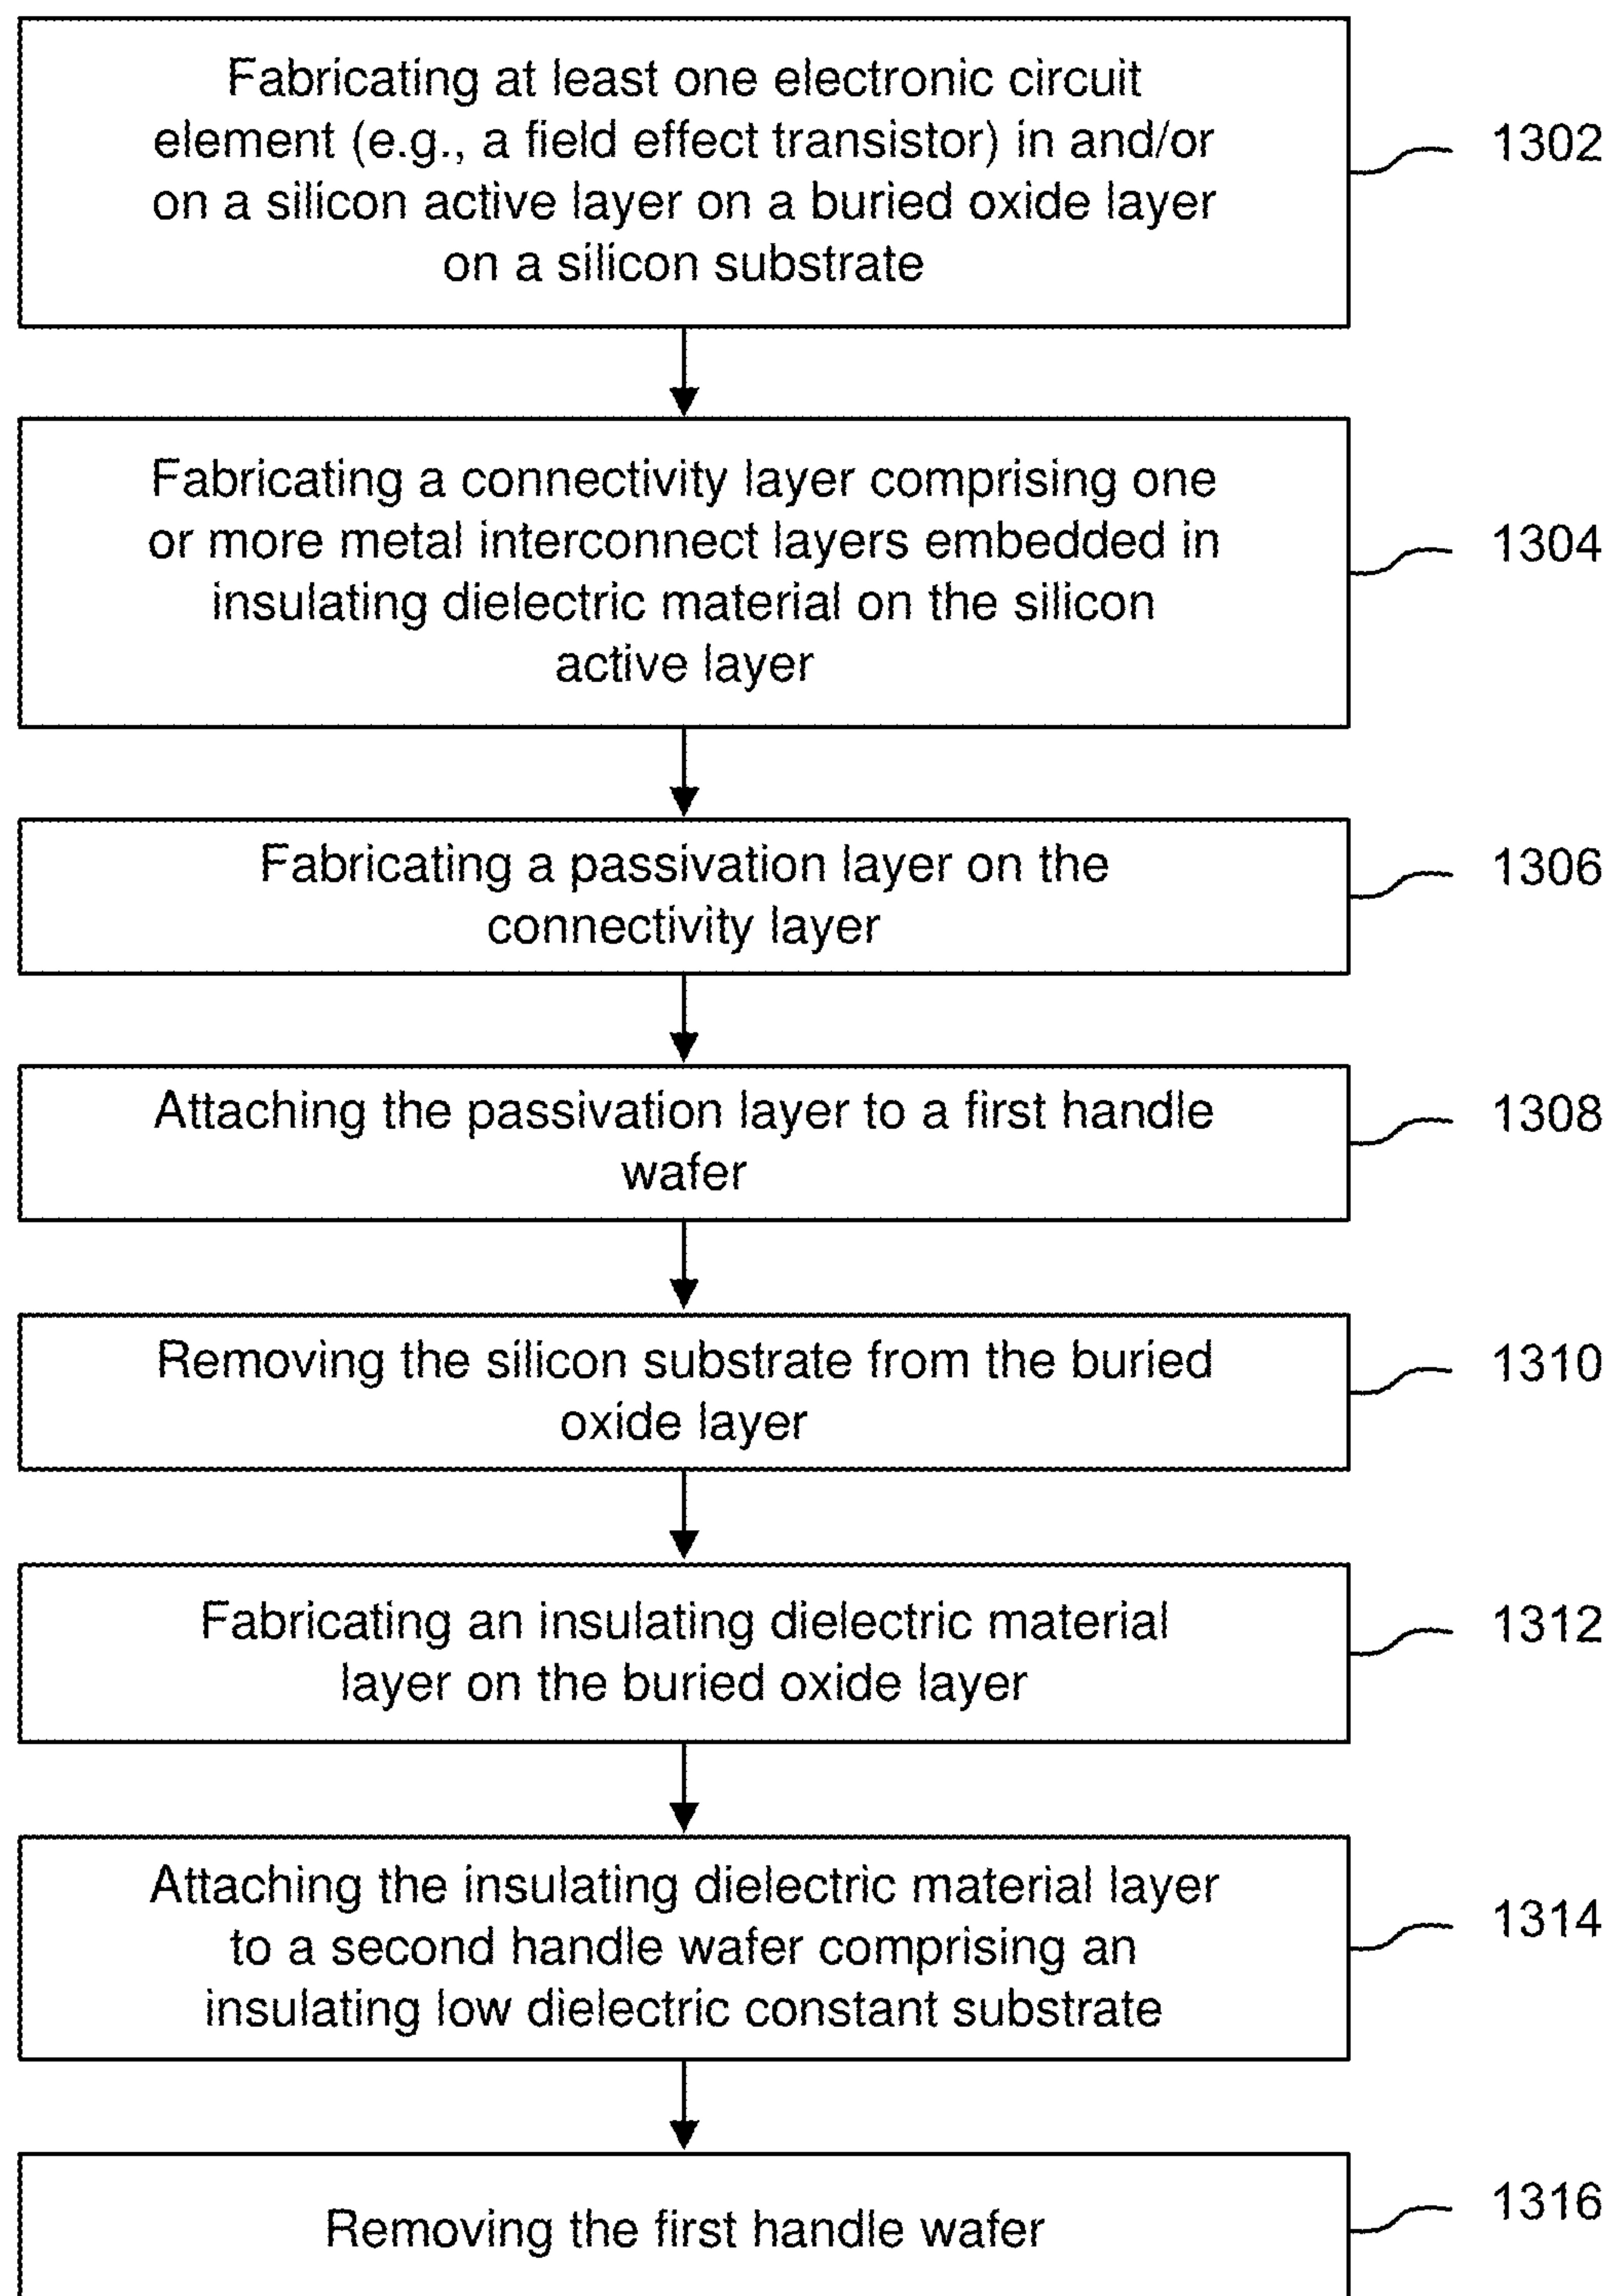 Fabricating at least one electronic circuit
element (e.g., a field effect transistor) in and/or
on a silicon active layer on a buried oxide layer
on a silicon substrate
1302
Fabricating a connectivity layer comprising one
or more metal interconnect layers embedded in
insulating dielectric material on the silicon
active layer
1304
Fabricating a passivation layer on the
connectivity layer
1306
Attaching the passivation layer to a first handle
wafer
1308
Removing the silicon substrate from the buried
oxide layer
1310
Fabricating an insulating dielectric material
layer on the buried oxide layer
1312
Attaching the insulating dielectric material layer
to a second handle wafer comprising an
insulating low dielectric constant substrate
1314
Removing the first handle wafer
1316